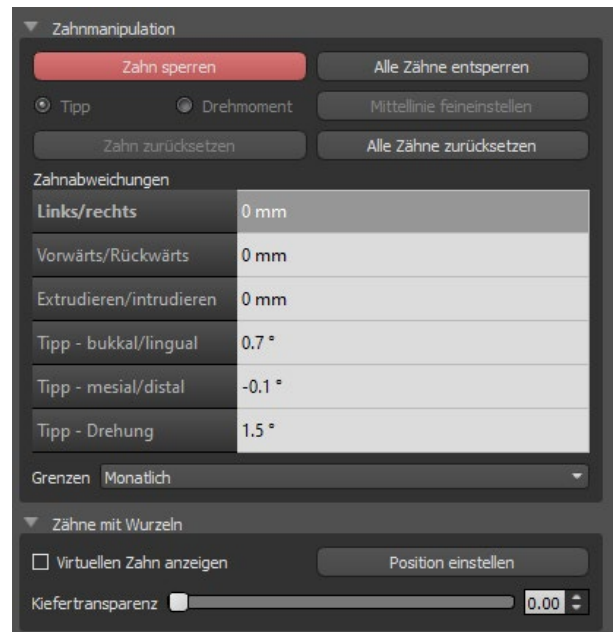 Zahnmanipulation
Zahn sperren Alle Zähne entsperren
Tipp Drehmoment Mittellinie feineinstellen
Zahn zurücksetzen Alle Zähne zurücksetzen
Zahnabweichungen
Links/rechts 0 mm
Vorwärts/Rückwärts 0 mm
Extrudieren/intrudieren 0 mm
Tipp - bukkal/lingual 0.7 °
Tipp - mesial/distal -0.1 °
Tipp - Drehung 1.5 °
Grenzen Monatlich
Zähne mit Wurzeln
Virtuellen Zahn anzeigen Position einstellen
Kiefertransparenz 0.00